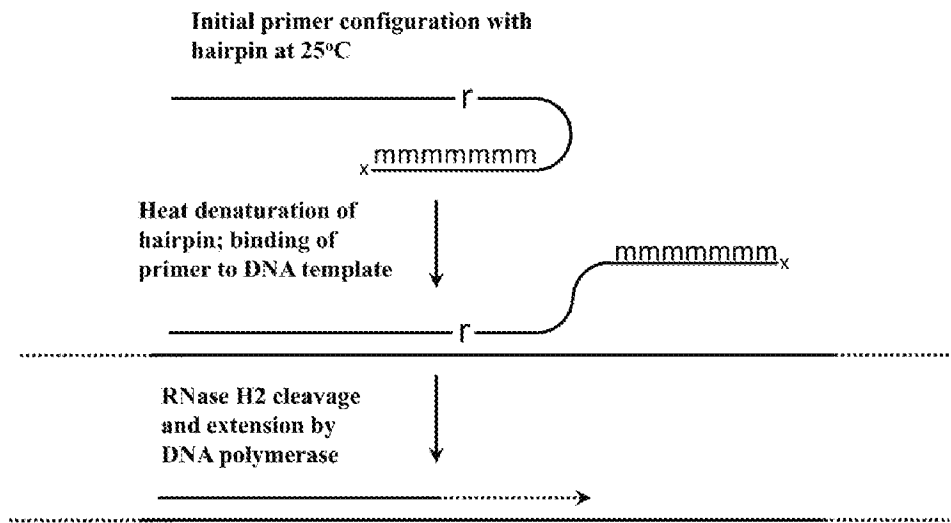 Initial primer configuration with
hairpin at 25°C
r
mmmmmmm
x
Heat denaturation of
hairpin; binding of
primer to DNA template
mmmmmmm
x
r
RNase H2 cleavage
and extension by
DNA polymerase